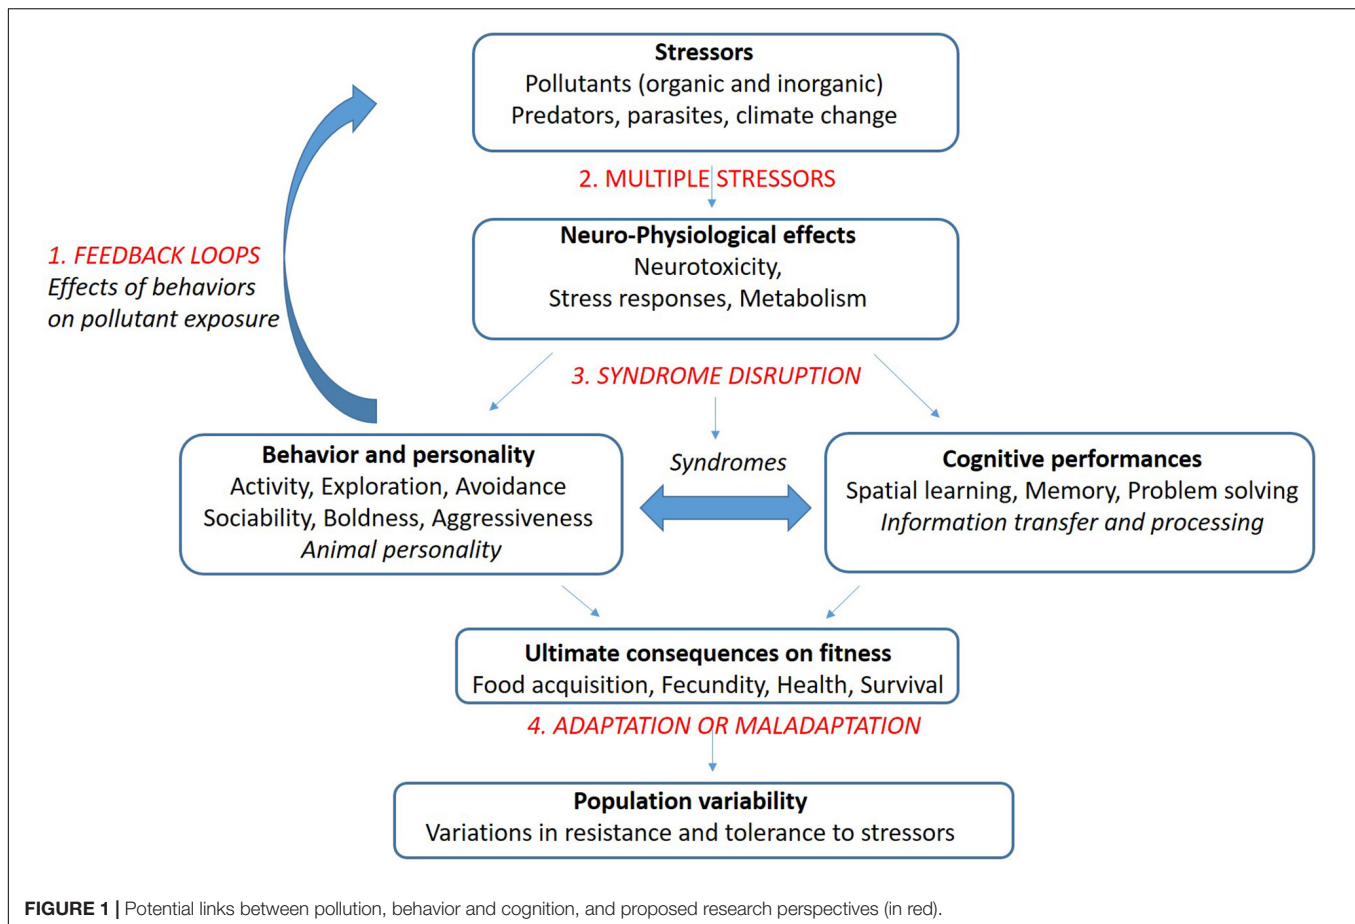 Stressors
Pollutants (organic and inorganic)
Predators, parasites, climate change
2. MULTIPLE STRESSORS
Neuro-Physiological effects
Neurotoxicity,
Stress responses, Metabolism
1. FEEDBACK LOOPS
Effects of behaviors
on pollutant exposure
3. SYNDROME DISRUPTION
Behavior and personality
Activity, Exploration, Avoidance
Sociability, Boldness, Aggressiveness
Animal personality
Syndromes
Cognitive performances
Spatial learning, Memory, Problem solving
Information transfer and processing
Ultimate consequences on fitness
Food acquisition, Fecundity, Health, Survival
4. ADAPTATION OR MALADAPTATION
Population variability
Variations in resistance and tolerance to stressors
FIGURE 1 | Potential links between pollution, behavior and cognition, and proposed research perspectives (in red).